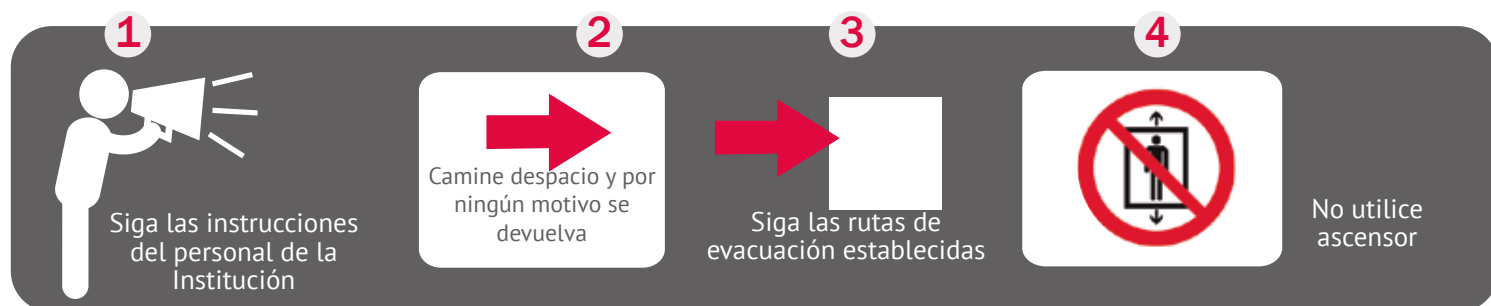 1
Siga las instrucciones
del personal de la
Institución
2
Camine despacio y por
ningún motivo se
devuelva
3
Siga las rutas de
evacuación establecidas
4
No utilice
ascensor